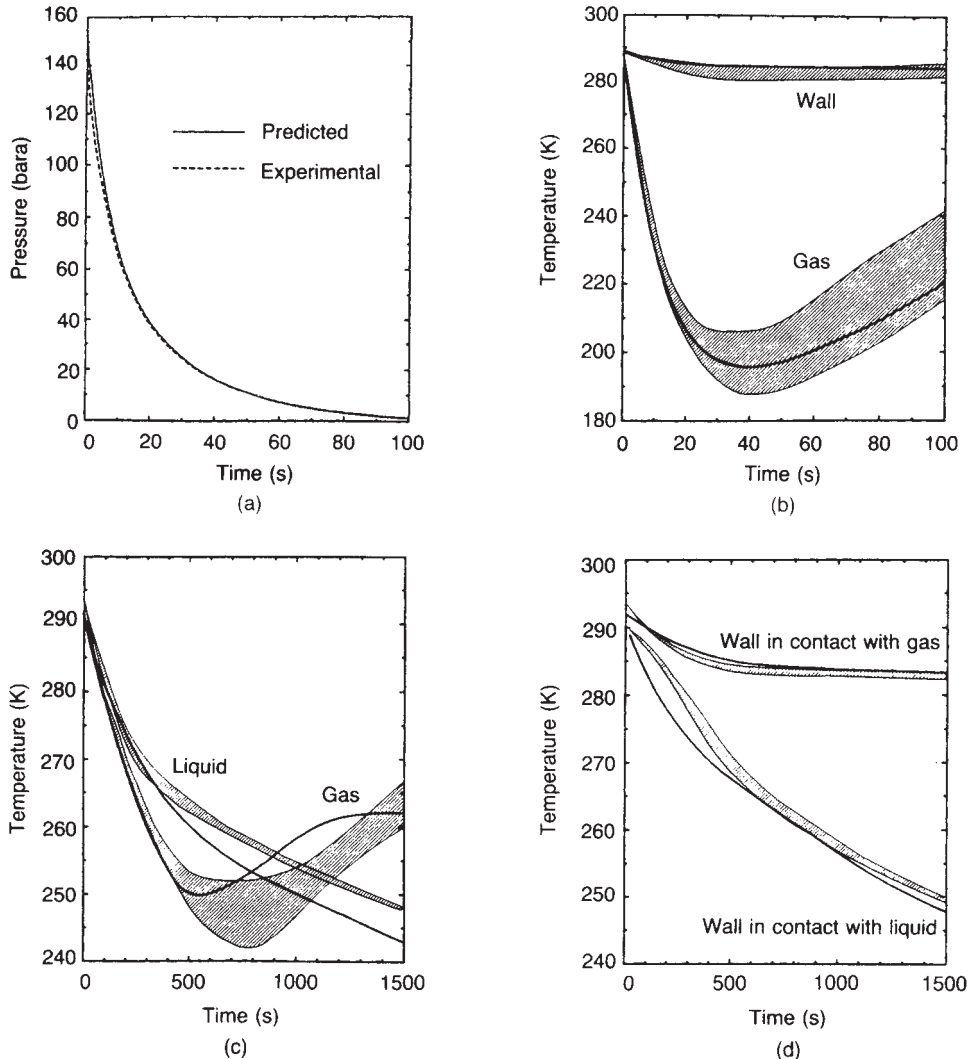 160
140
120
100
80
60
40
20
0
Pressure (bara)
Predicted
Experimental
0 20 40 60 80 100
Time (s)
(a)
300
280
260
240
220
200
180
Temperature (K)
Wall
Gas
0 20 40 60 80 100
Time (s)
(b)
300
290
280
270
260
250
240
Temperature (K)
Liquid
Gas
0 500 1000 1500
Time (s)
(c)
300
290
280
270
260
250
240
Temperature (K)
Wall in contact with gas
Wall in contact with liquid
0 500 1000 1500
Time (s)
(d)